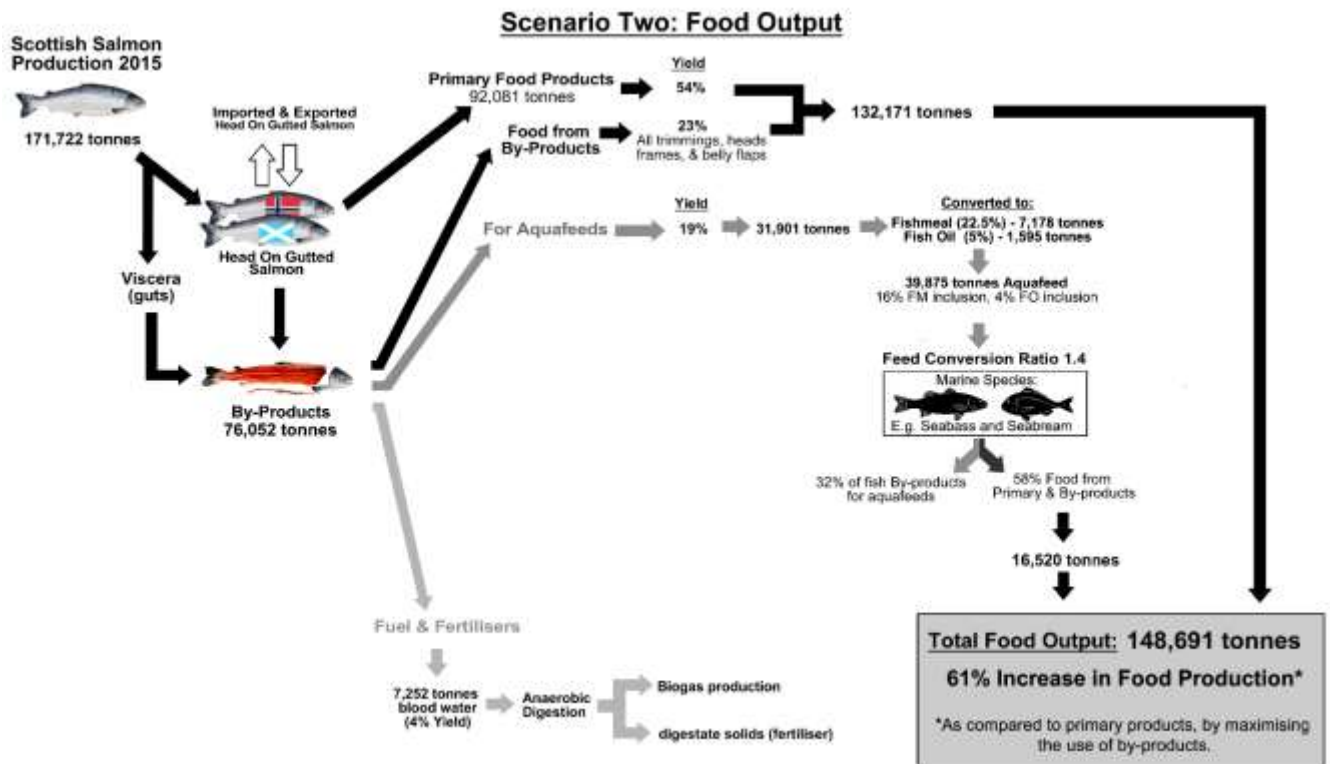 Scenario Two: Food Output
Scottish Salmon
Production 2015
171,722 tonnes
Imported & Exported
Head On Gutted Salmon
Head On Gutted
Salmon
Viscera
(guts)
By-Products
76,052 tonnes
Primary Food Products
92,081 tonnes
Yield
54%
Food from
By-Products
23%
All trimmings, heads
frames, & belly flaps
132,171 tonnes
For Aquafeeds
Yield
19%
31,901 tonnes
Converted to:
Fishmeal (22.5%) - 7,178 tonnes
Fish Oil (5%) - 1,595 tonnes
39,875 tonnes Aquafeed
16% FM inclusion, 4% FO inclusion
Feed Conversion Ratio 1.4
Marine Species:
E.g. Seabass and Seabream
32% of fish By-products
for aquafeeds
58% Food from
Primary & By-products
16,520 tonnes
Fuel & Fertilisers
7,252 tonnes
blood water
(4% Yield)
Anaerobic
Digestion
Biogas production
digestate solids (fertiliser)
Total Food Output: 148,691 tonnes
61% Increase in Food Production*
*As compared to primary products, by maximising
the use of by-products.